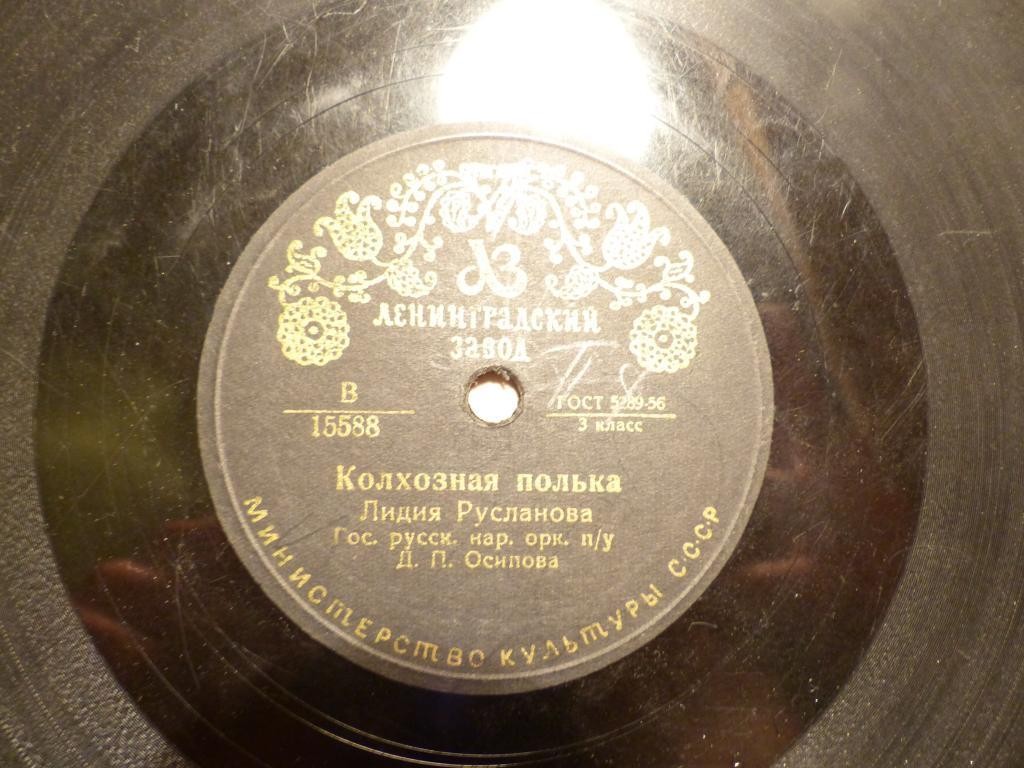 ЛЗ
ЛЕНИНГРАДСКИЙ
ЗАВОД
В
15588
ГОСТ 5289-56
3 класс
Колхозная полька
Лидия Русланова
Гос. русск. нар. орк. п/у
Д. П. Осипова
МИНИСТЕРСТВО КУЛЬТУРЫ С·С·С·Р